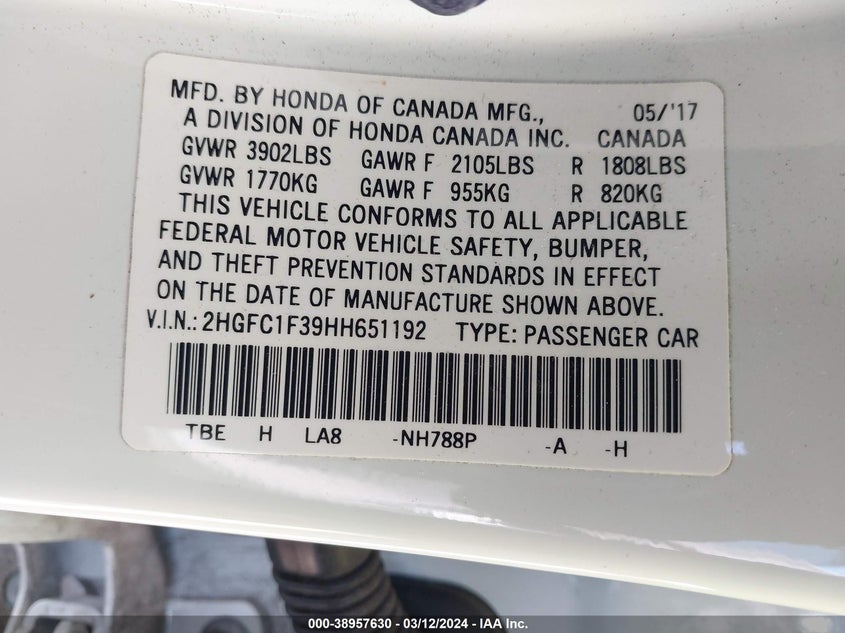 MFD. BY HONDA OF CANADA MFG., 05/'17
A DIVISION OF HONDA CANADA INC. CANADA
GVWR 3902LBS GAWR F 2105LBS R 1808LBS
GVWR 1770KG GAWR F 955KG R 820KG
THIS VEHICLE CONFORMS TO ALL APPLICABLE
FEDERAL MOTOR VEHICLE SAFETY, BUMPER,
AND THEFT PREVENTION STANDARDS IN EFFECT
ON THE DATE OF MANUFACTURE SHOWN ABOVE.
V.I.N.: 2HGFC1F39HH651192 TYPE: PASSENGER CAR
TBE H LA8 -NH788P -A -H
000-38957630 - 03/12/2024 - IAA Inc.